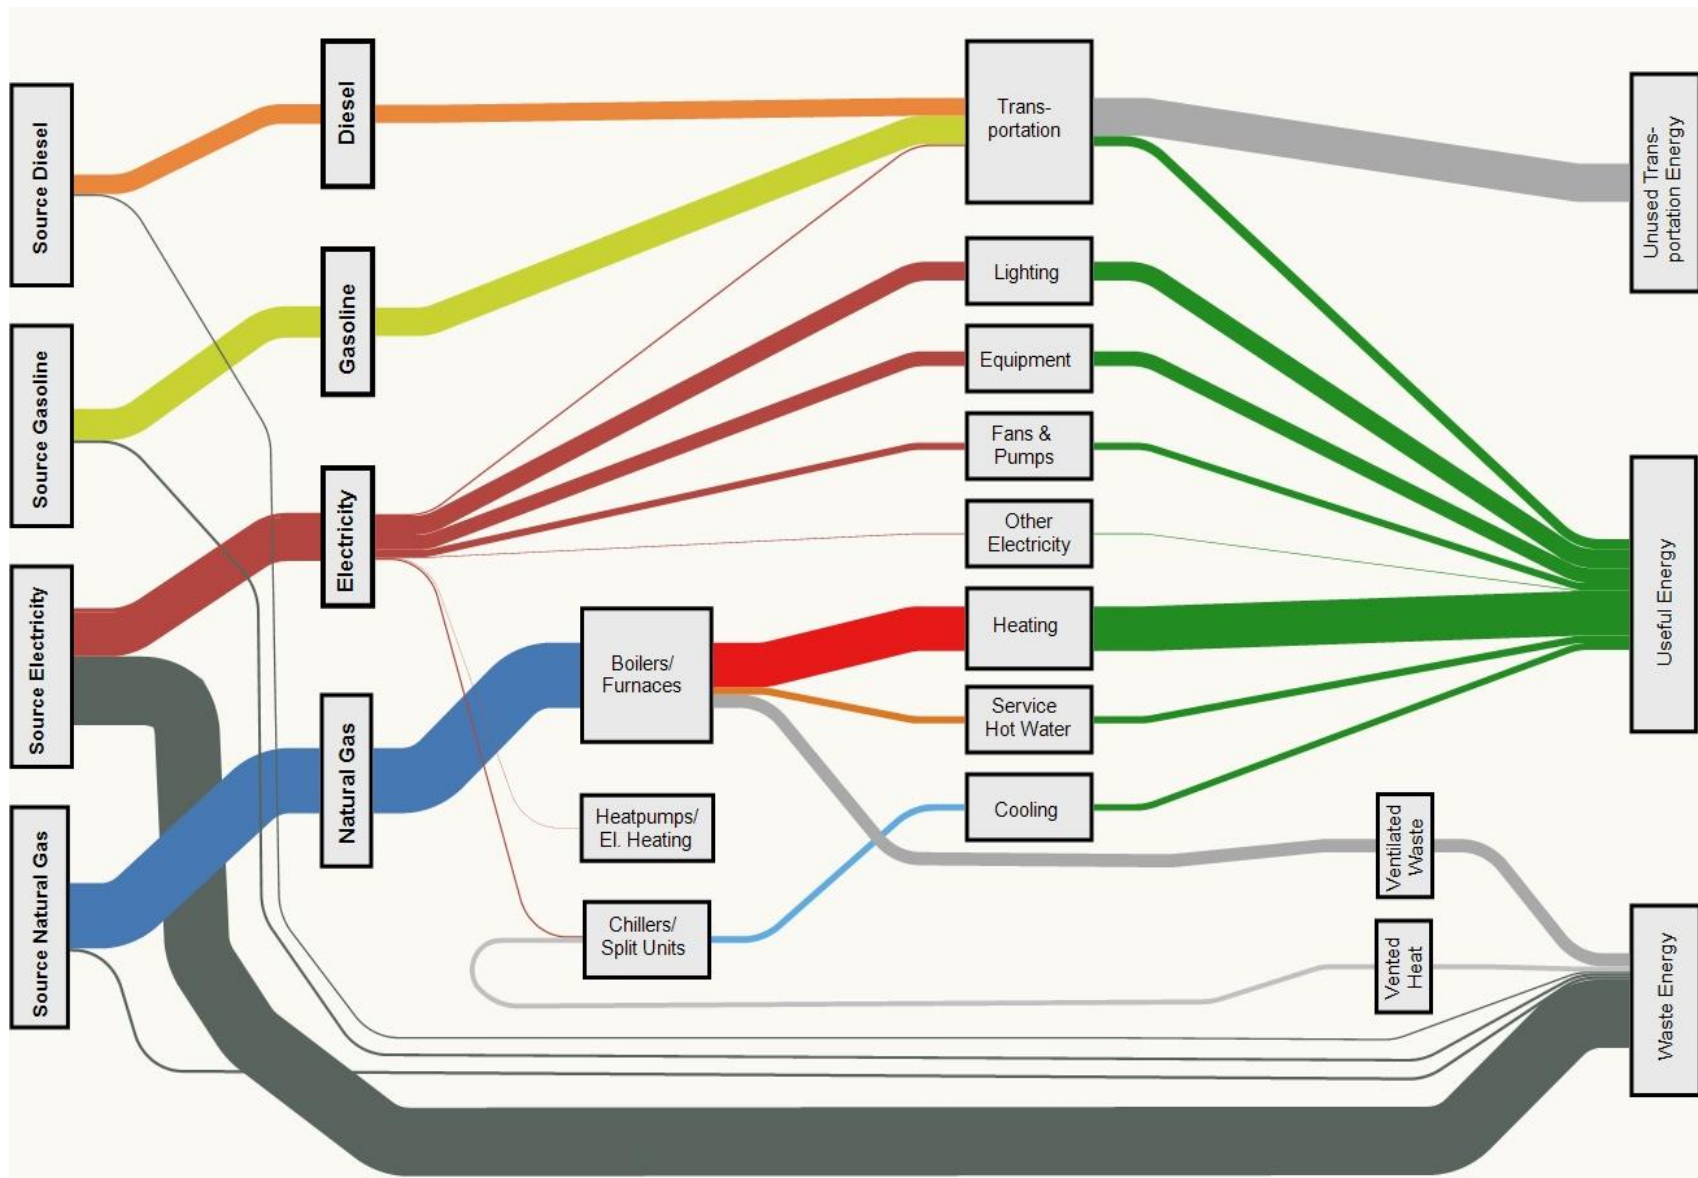 Source Diesel
Source Gasoline
Source Electricity
Source Natural Gas
Diesel
Gasoline
Electricity
Natural Gas
Boilers/
Furnaces
Heatpumps/
El. Heating
Chillers/
Split Units
Trans-
portation
Lighting
Equipment
Fans &
Pumps
Other
Electricity
Heating
Service
Hot Water
Cooling
Ventilated
Waste
Vented
Heat
Unused Trans-
portation Energy
Useful Energy
Waste Energy